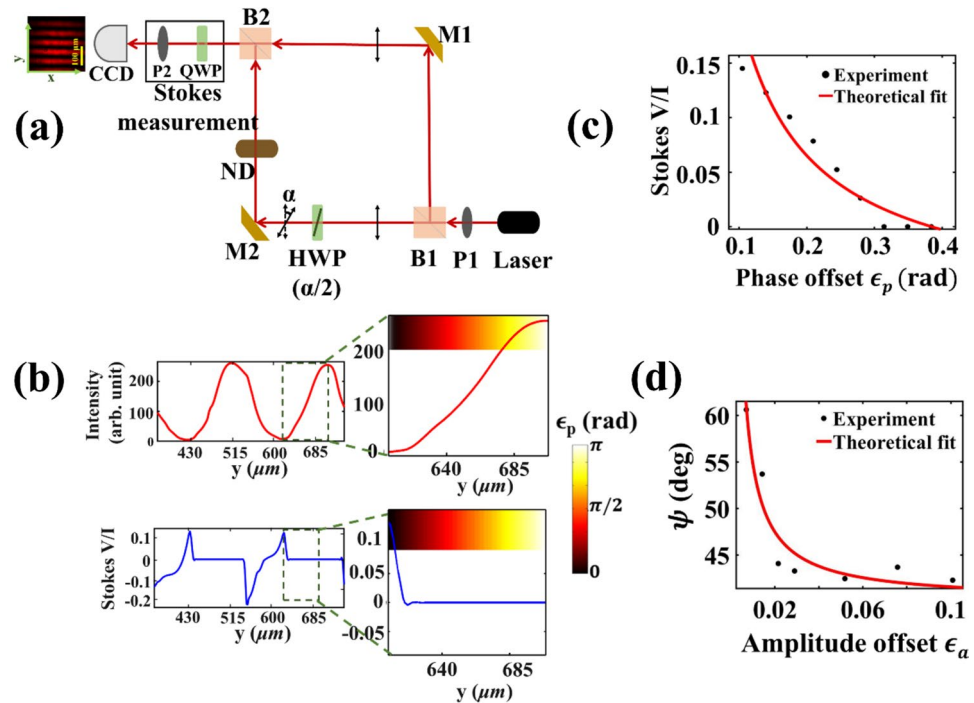 (a)
y
x
100 µm
CCD
P2
QWP
Stokes
measurement
B2
M1
ND
α
M2
HWP
(α/2)
B1
P1
Laser
(c)
Stokes V/I
0.15
0.10
0.05
0
0.1
0.2
0.3
0.4
Phase offset ϵp (rad)
Experiment
Theoretical fit
(b)
Intensity
(arb. unit)
200
100
0
430
515
600
685
y (µm)
200
100
0
640
685
y (µm)
ϵp (rad)
π
π/2
0
Stokes V/I
0.1
0
-0.1
-0.2
430
515
600
685
y (µm)
0.1
0.05
0
-0.05
640
685
y (µm)
(d)
ψ (deg)
60
55
50
45
0.02
0.06
0.1
Amplitude offset ϵa
Experiment
Theoretical fit